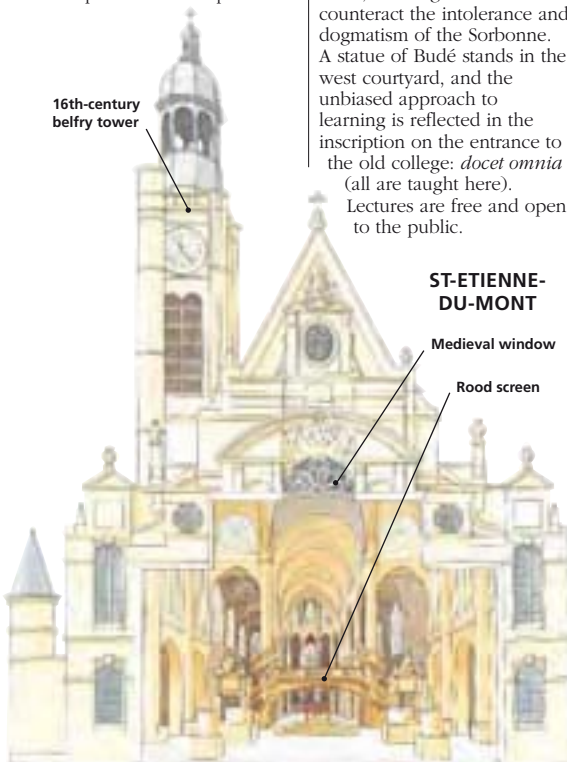 counteract the intolerance and
dogmatism of the Sorbonne.
A statue of Budé stands in the
west courtyard, and the
unbiased approach to
learning is reflected in the
inscription on the entrance to
the old college: docet omnia
(all are taught here).
Lectures are free and open
to the public.
16th-century
belfry tower
ST-ETIENNE-
DU-MONT
Medieval window
Rood screen